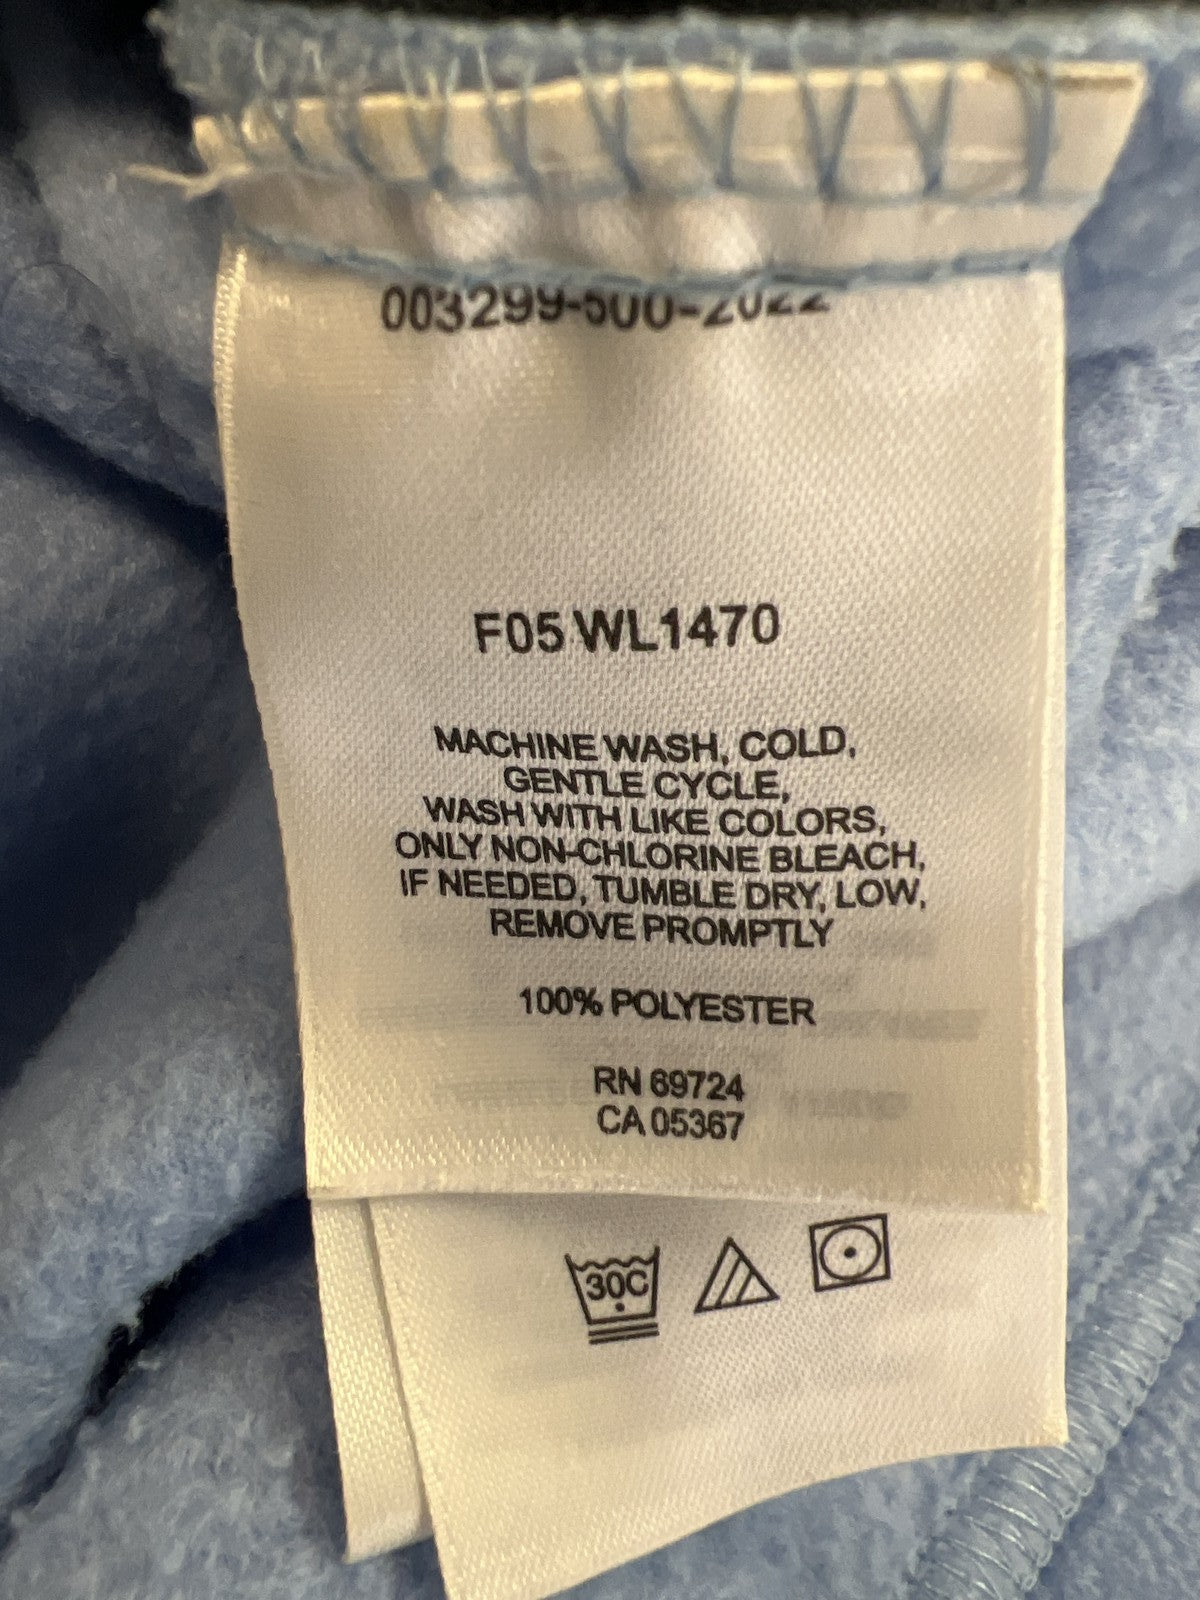 003299-500-2022
F05 WL1470
MACHINE WASH, COLD,
GENTLE CYCLE,
WASH WITH LIKE COLORS,
ONLY NON-CHLORINE BLEACH,
IF NEEDED, TUMBLE DRY, LOW,
REMOVE PROMPTLY
100% POLYESTER
RN 69724
CA 05367
30C